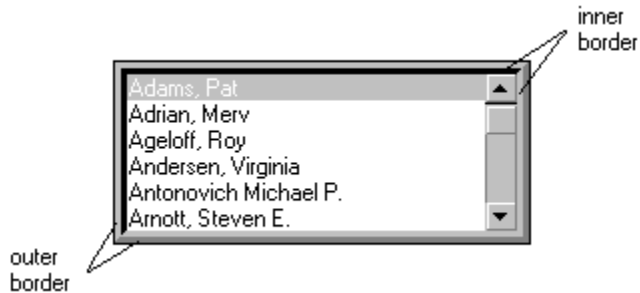 inner
border
Adams, Pat
Adrian, Merv
Ageloff, Roy
Andersen, Virginia
Antonovich Michael P.
Arnott, Steven E.
outer
border